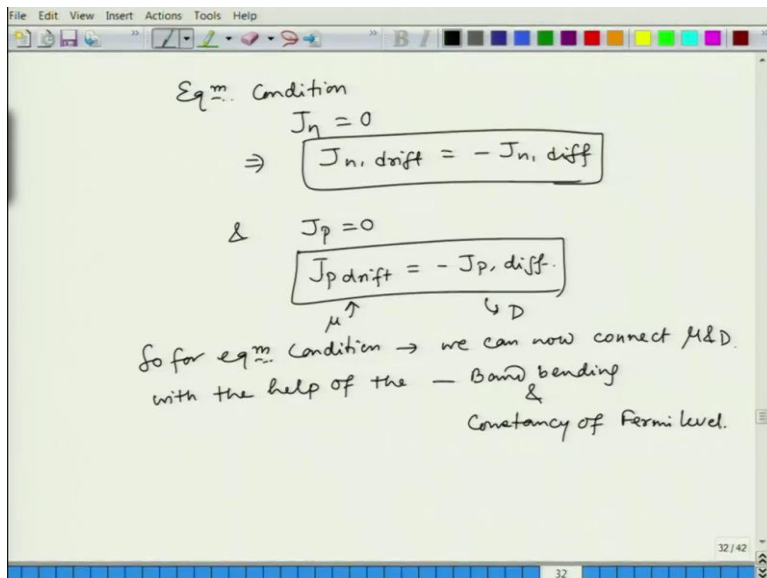 File Edit View Insert Actions Tools Help
B I
Eqm. Condition
Jn = 0
⇒ Jn, drift = - Jn, diff
& Jp = 0
Jp drift = - Jp, diff.
μ ↑ ↳ D
So for eqm condition → we can now connect μ&D.
with the help of the — Band bending
&
Constancy of Fermi level.
32 / 42
32